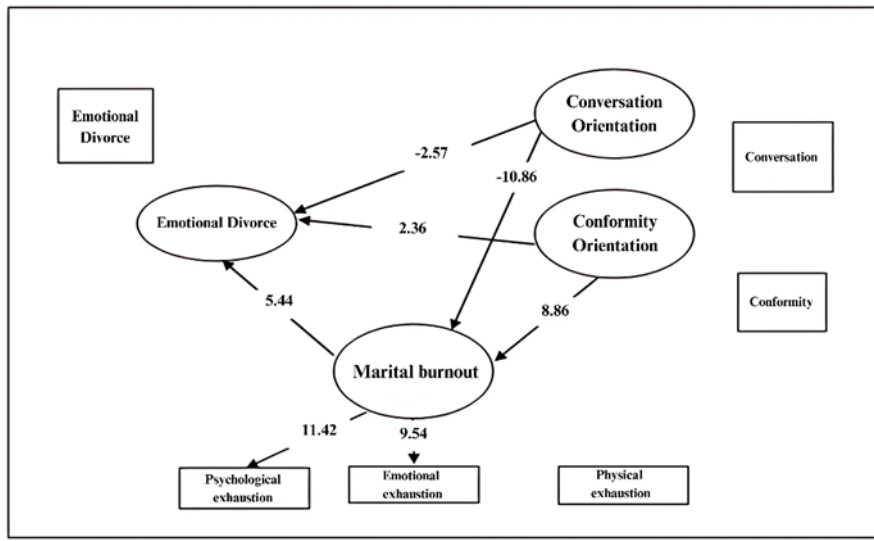 Conversation
Orientation
Emotional
Divorce
-2.57
Conversation
-10.86
Emotional Divorce
2.36
Conformity
Orientation
5.44
8.86
Conformity
Marital burnout
11.42
9.54
Psychological
exhaustion
Emotional
exhaustion
Physical
exhaustion